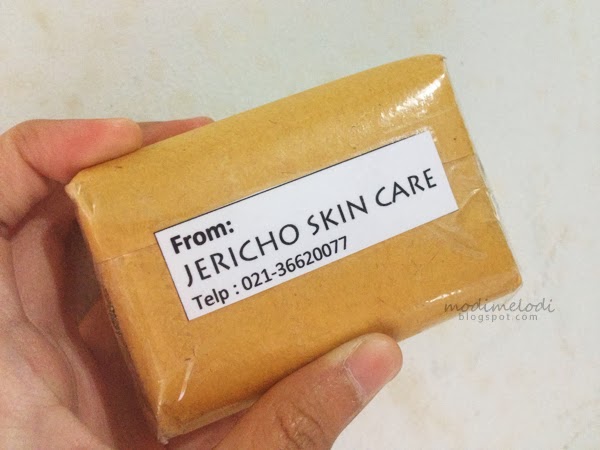 From:
JERICHO SKIN CARE
Telp : 021-36620077
modimelodi
blogspot.com